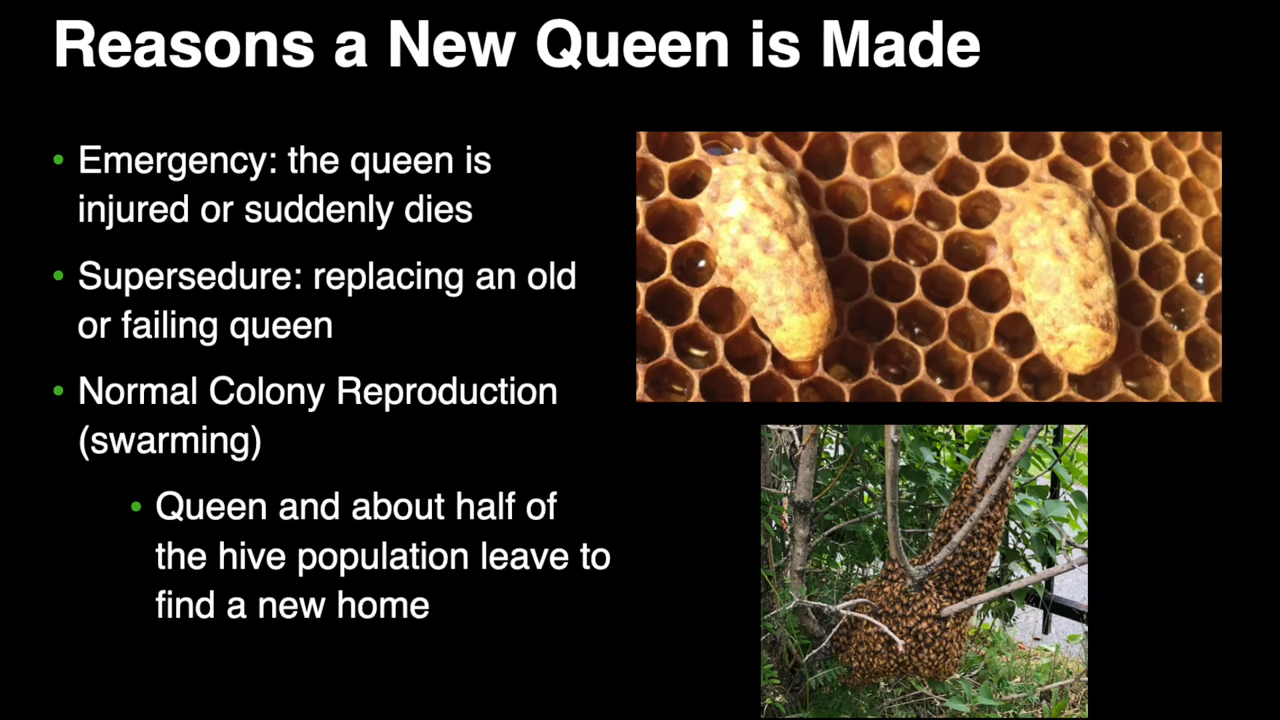 Reasons a New Queen is Made
• Emergency: the queen is
injured or suddenly dies
• Supersedure: replacing an old
or failing queen
• Normal Colony Reproduction
(swarming)
• Queen and about half of
the hive population leave to
find a new home